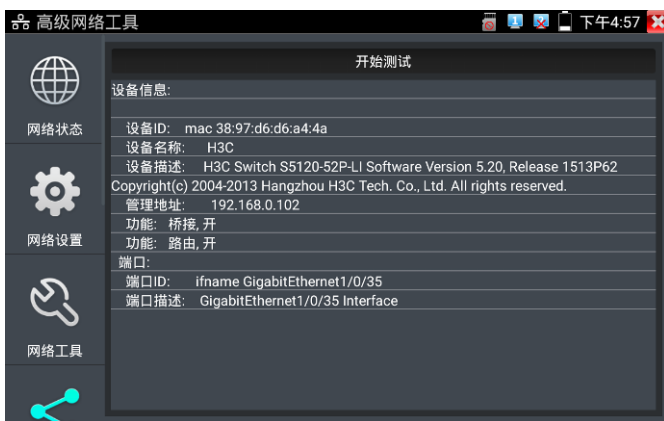 高级网络工具
下午4:57
开始测试
设备信息:
网络状态
设备ID: mac 38:97:d6:d6:a4:4a
设备名称: H3C
设备描述: H3C Switch S5120-52P-LI Software Version 5.20, Release 1513P62
Copyright(c) 2004-2013 Hangzhou H3C Tech. Co., Ltd. All rights reserved.
管理地址: 192.168.0.102
功能: 桥接, 开
网络设置
功能: 路由, 开
端口:
端口ID: ifname GigabitEthernet1/0/35
端口描述: GigabitEthernet1/0/35 Interface
网络工具